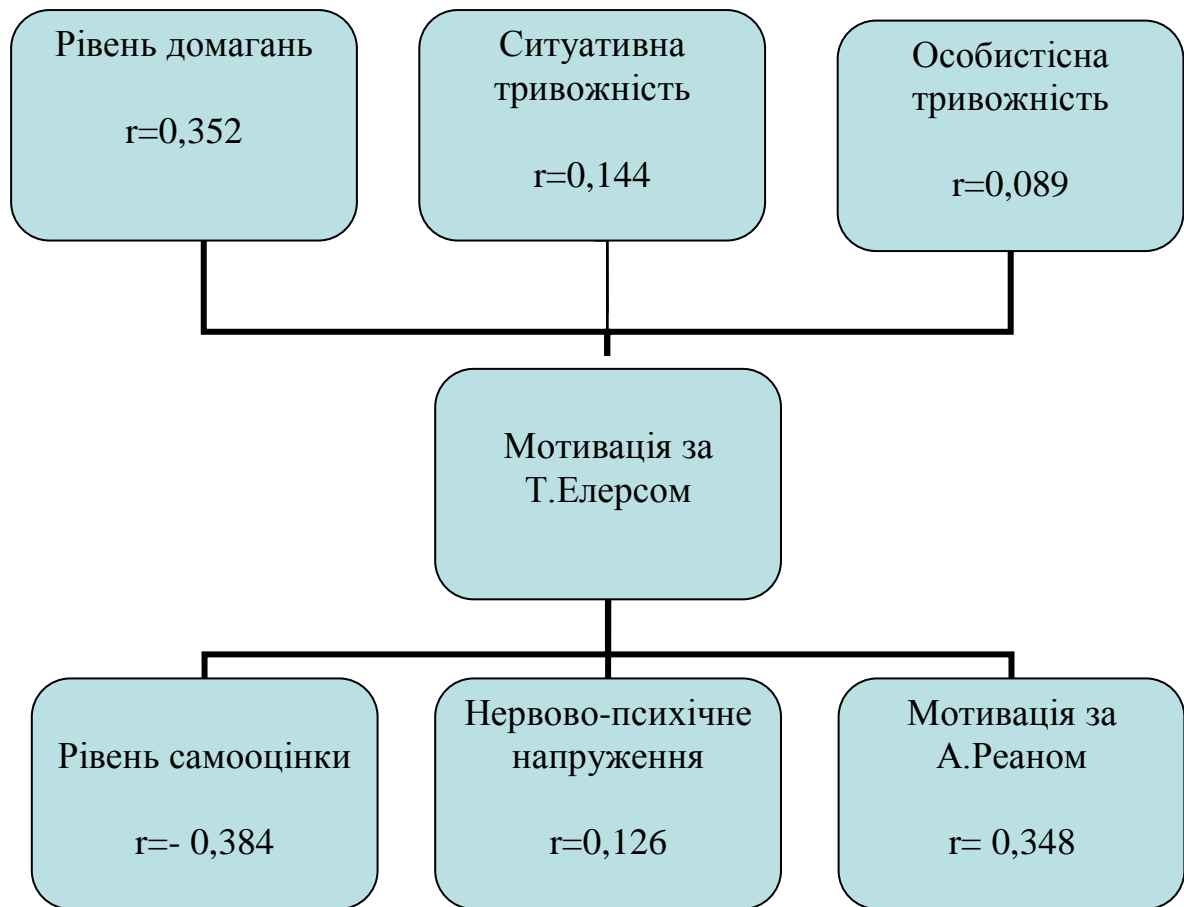 Рівень домагань
r=0,352
Ситуативна
тривожність
r=0,144
Особистісна
тривожність
r=0,089
Мотивація за
Т.Елерсом
Рівень самооцінки
r=- 0,384
Нервово-психічне
напруження
r=0,126
Мотивація за
А.Реаном
r= 0,348